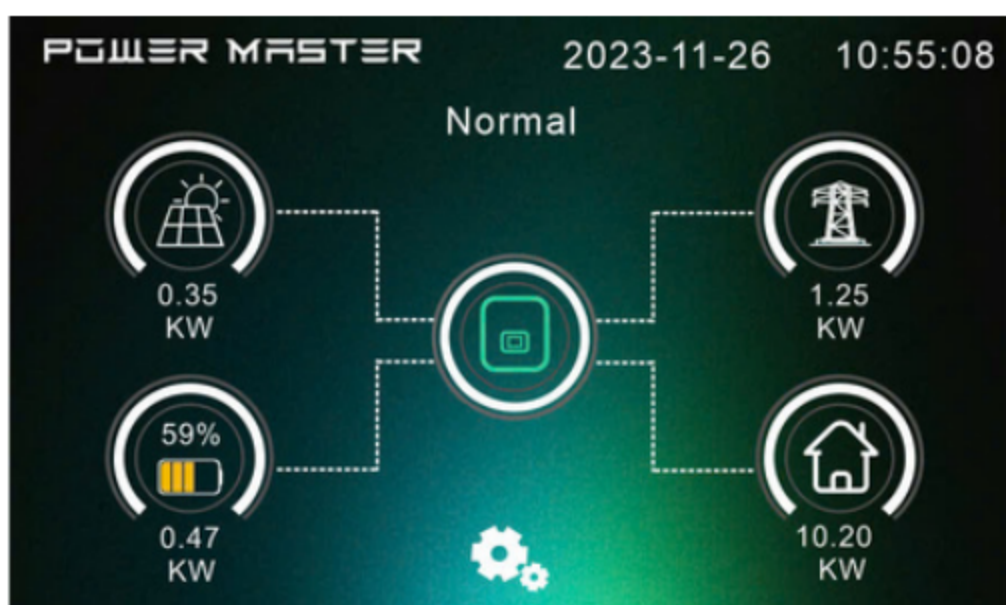 POWER MASTER 2023-11-26 10:55:08
Normal
0.35
KW
1.25
KW
59%
0.47
KW
10.20
KW